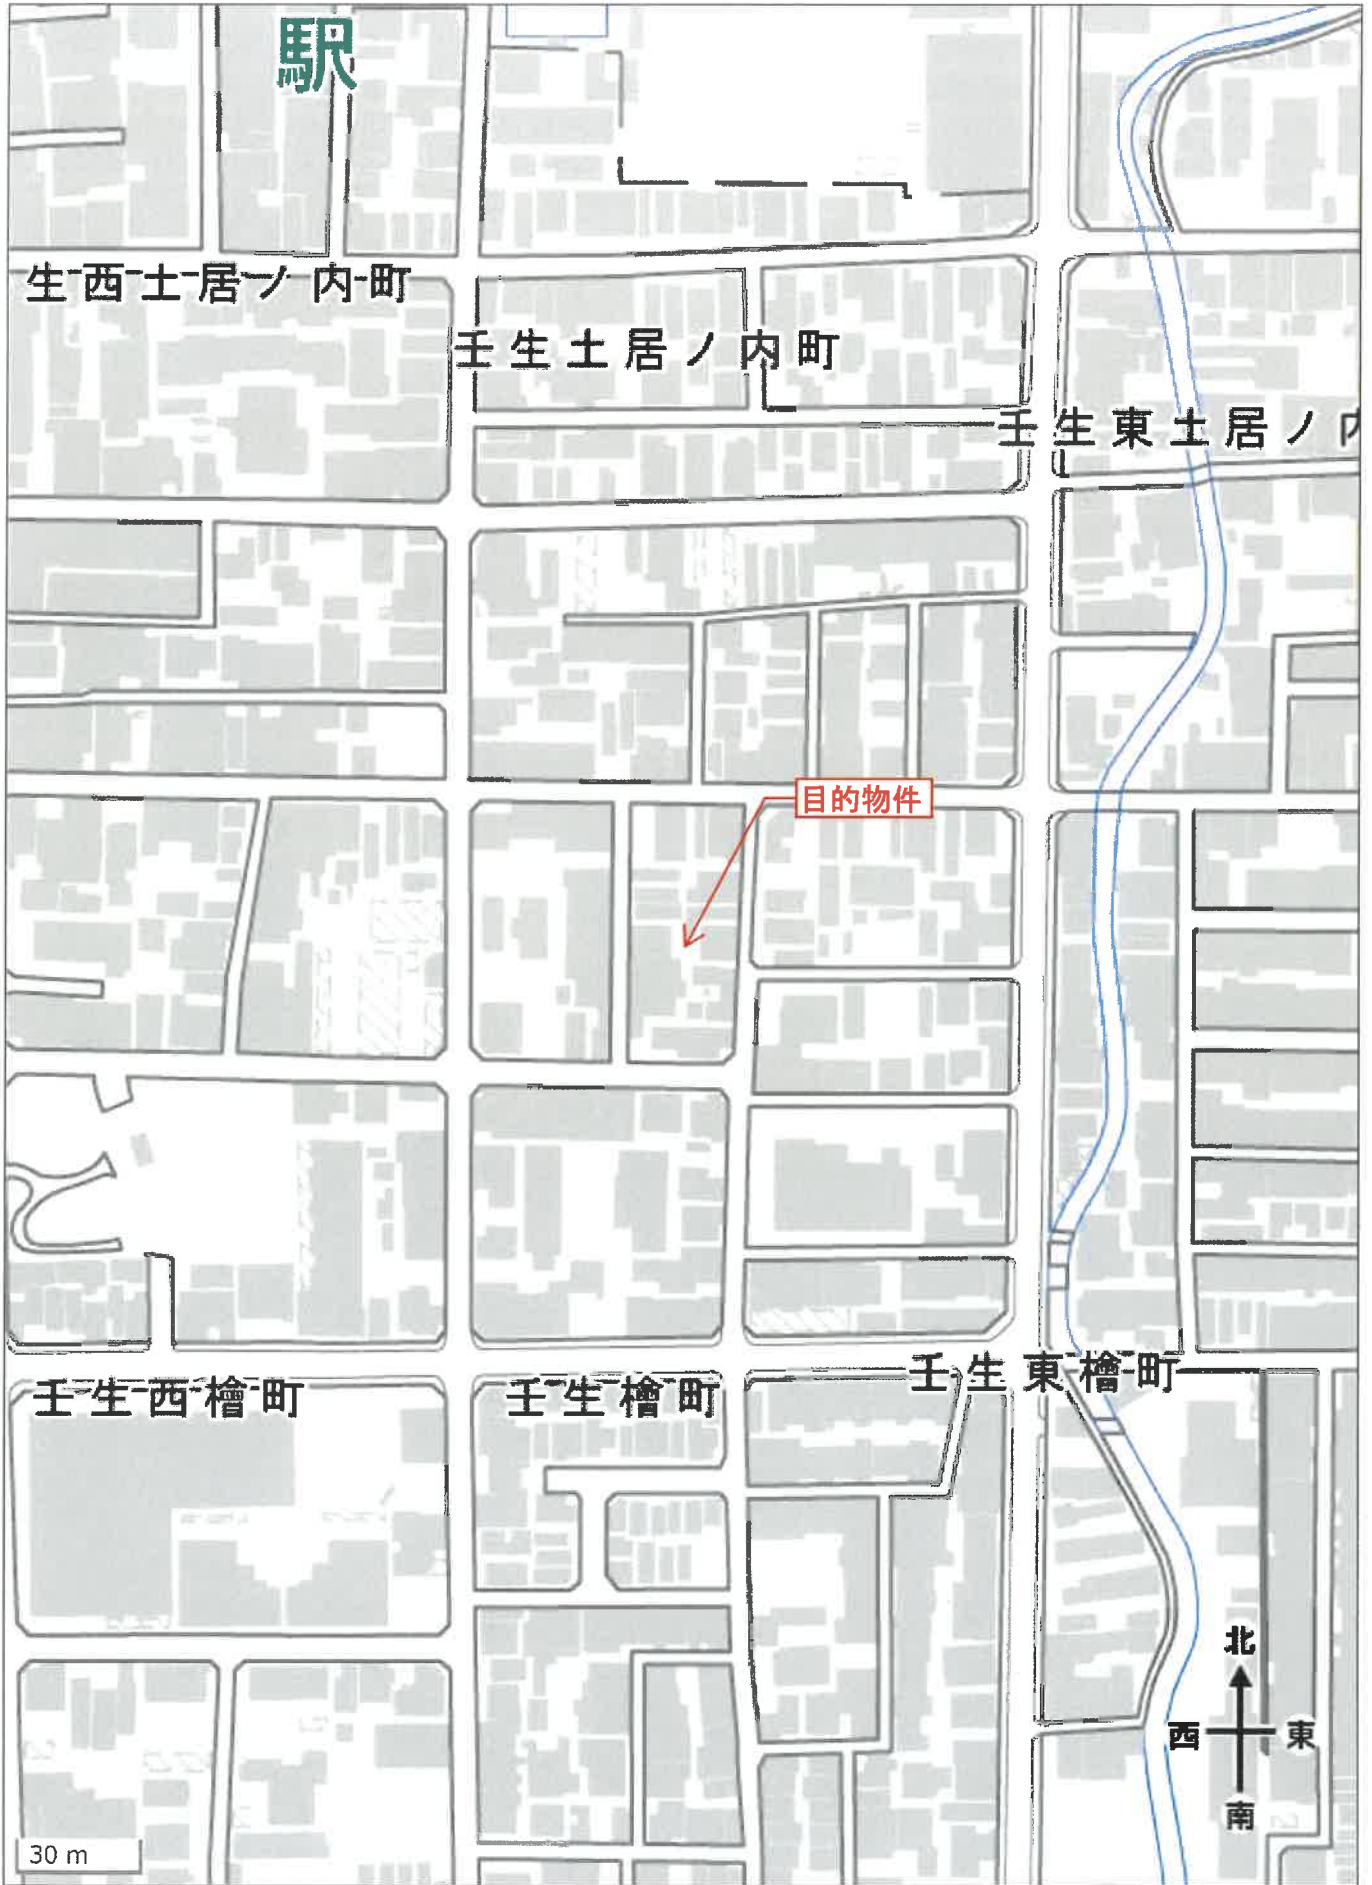 駅
生西土居ノ内町
壬生土居ノ内町
壬生東土居ノ内
目的物件
壬生東檜町
壬生西檜町
壬生檜町
北
西
東
南
30 m